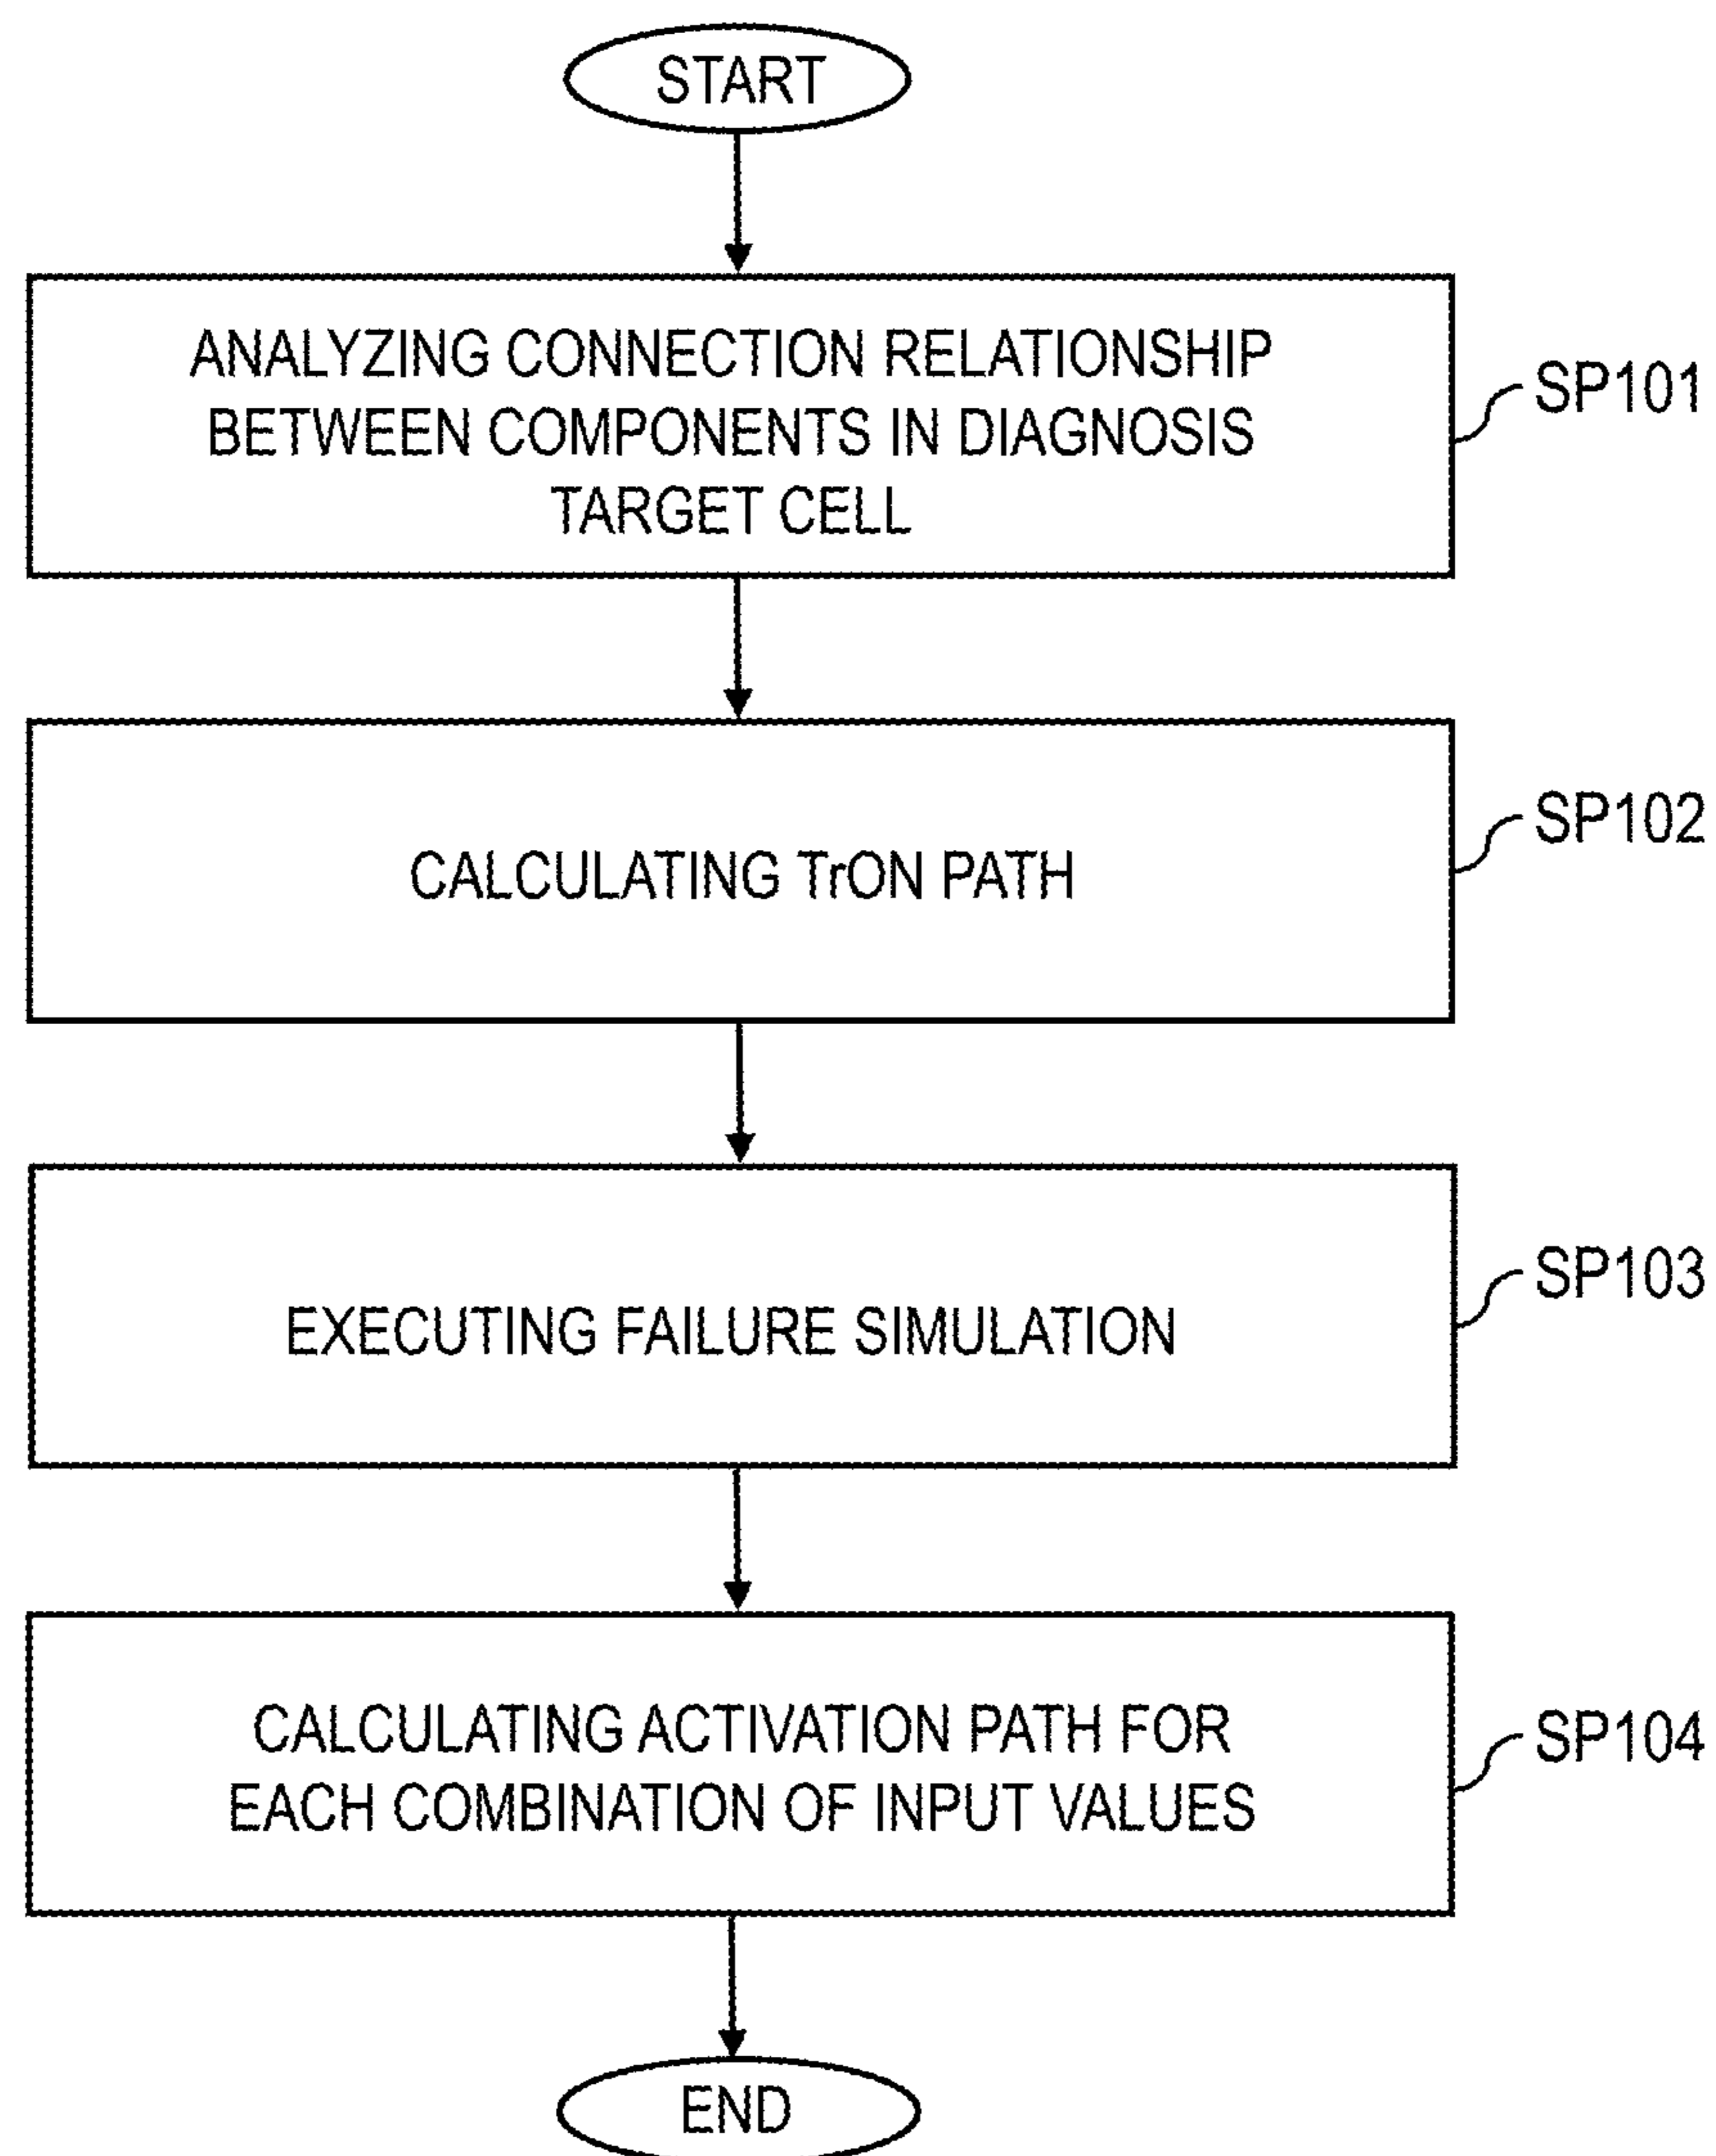 START
ANALYZING CONNECTION RELATIONSHIP
BETWEEN COMPONENTS IN DIAGNOSIS
TARGET CELL
SP101
CALCULATING TrON PATH
SP102
EXECUTING FAILURE SIMULATION
SP103
CALCULATING ACTIVATION PATH FOR
EACH COMBINATION OF INPUT VALUES
SP104
END